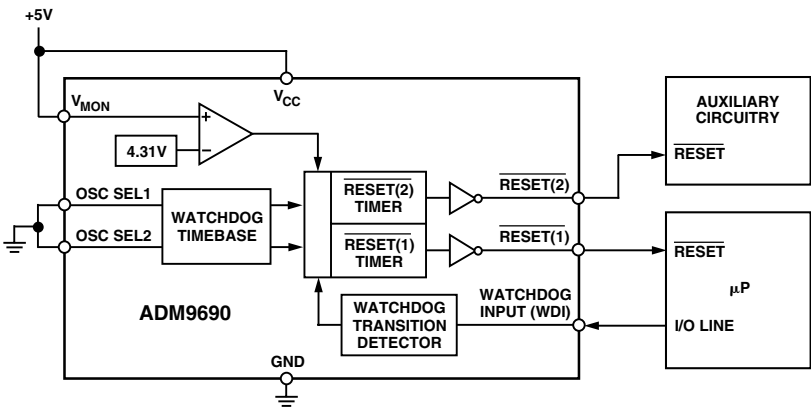 +5V
V_MON
V_CC
+
4.31V
–
AUXILIARY
CIRCUITRY
RESET
OSC SEL1
OSC SEL2
WATCHDOG
TIMEBASE
RESET(2)
TIMER
RESET(1)
TIMER
RESET(2)
RESET(1)
RESET
µP
I/O LINE
WATCHDOG
INPUT (WDI)
WATCHDOG
TRANSITION
DETECTOR
ADM9690
GND